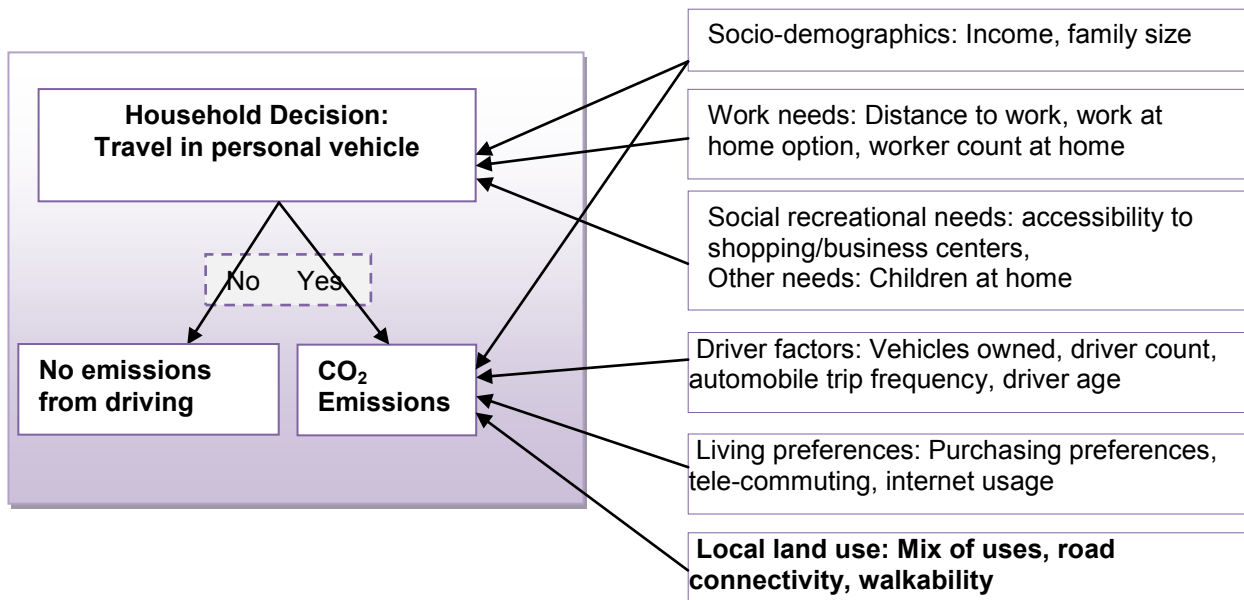 Household Decision:
Travel in personal vehicle
No Yes
No emissions
from driving
CO₂
Emissions
Socio-demographics: Income, family size
Work needs: Distance to work, work at
home option, worker count at home
Social recreational needs: accessibility to
shopping/business centers,
Other needs: Children at home
Driver factors: Vehicles owned, driver count,
automobile trip frequency, driver age
Living preferences: Purchasing preferences,
tele-commuting, internet usage
Local land use: Mix of uses, road
connectivity, walkability